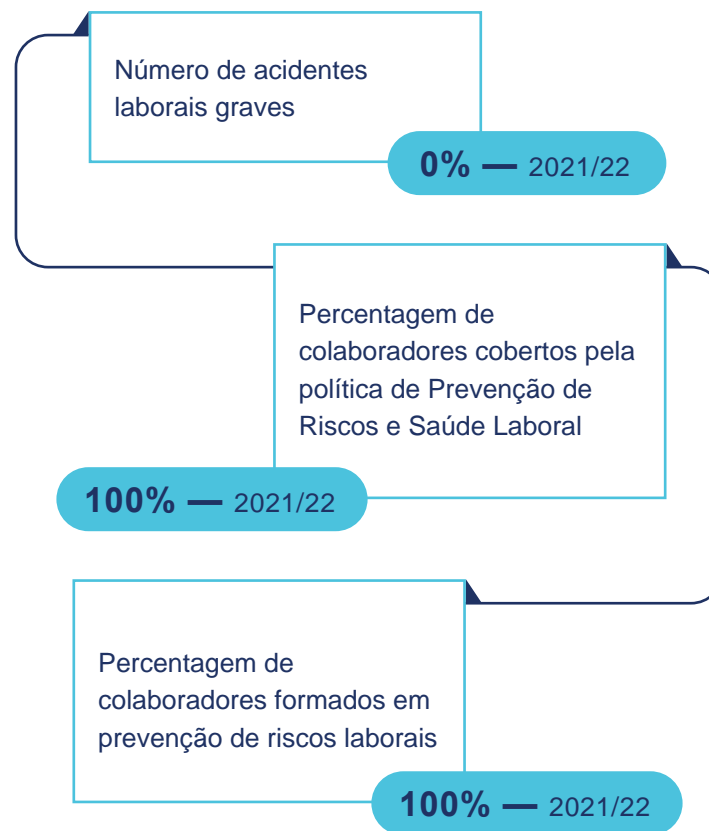 Número de acidentes
laborais graves
0% — 2021/22
Percentagem de
colaboradores cobertos pela
política de Prevenção de
Riscos e Saúde Laboral
100% — 2021/22
Percentagem de
colaboradores formados em
prevenção de riscos laborais
100% — 2021/22